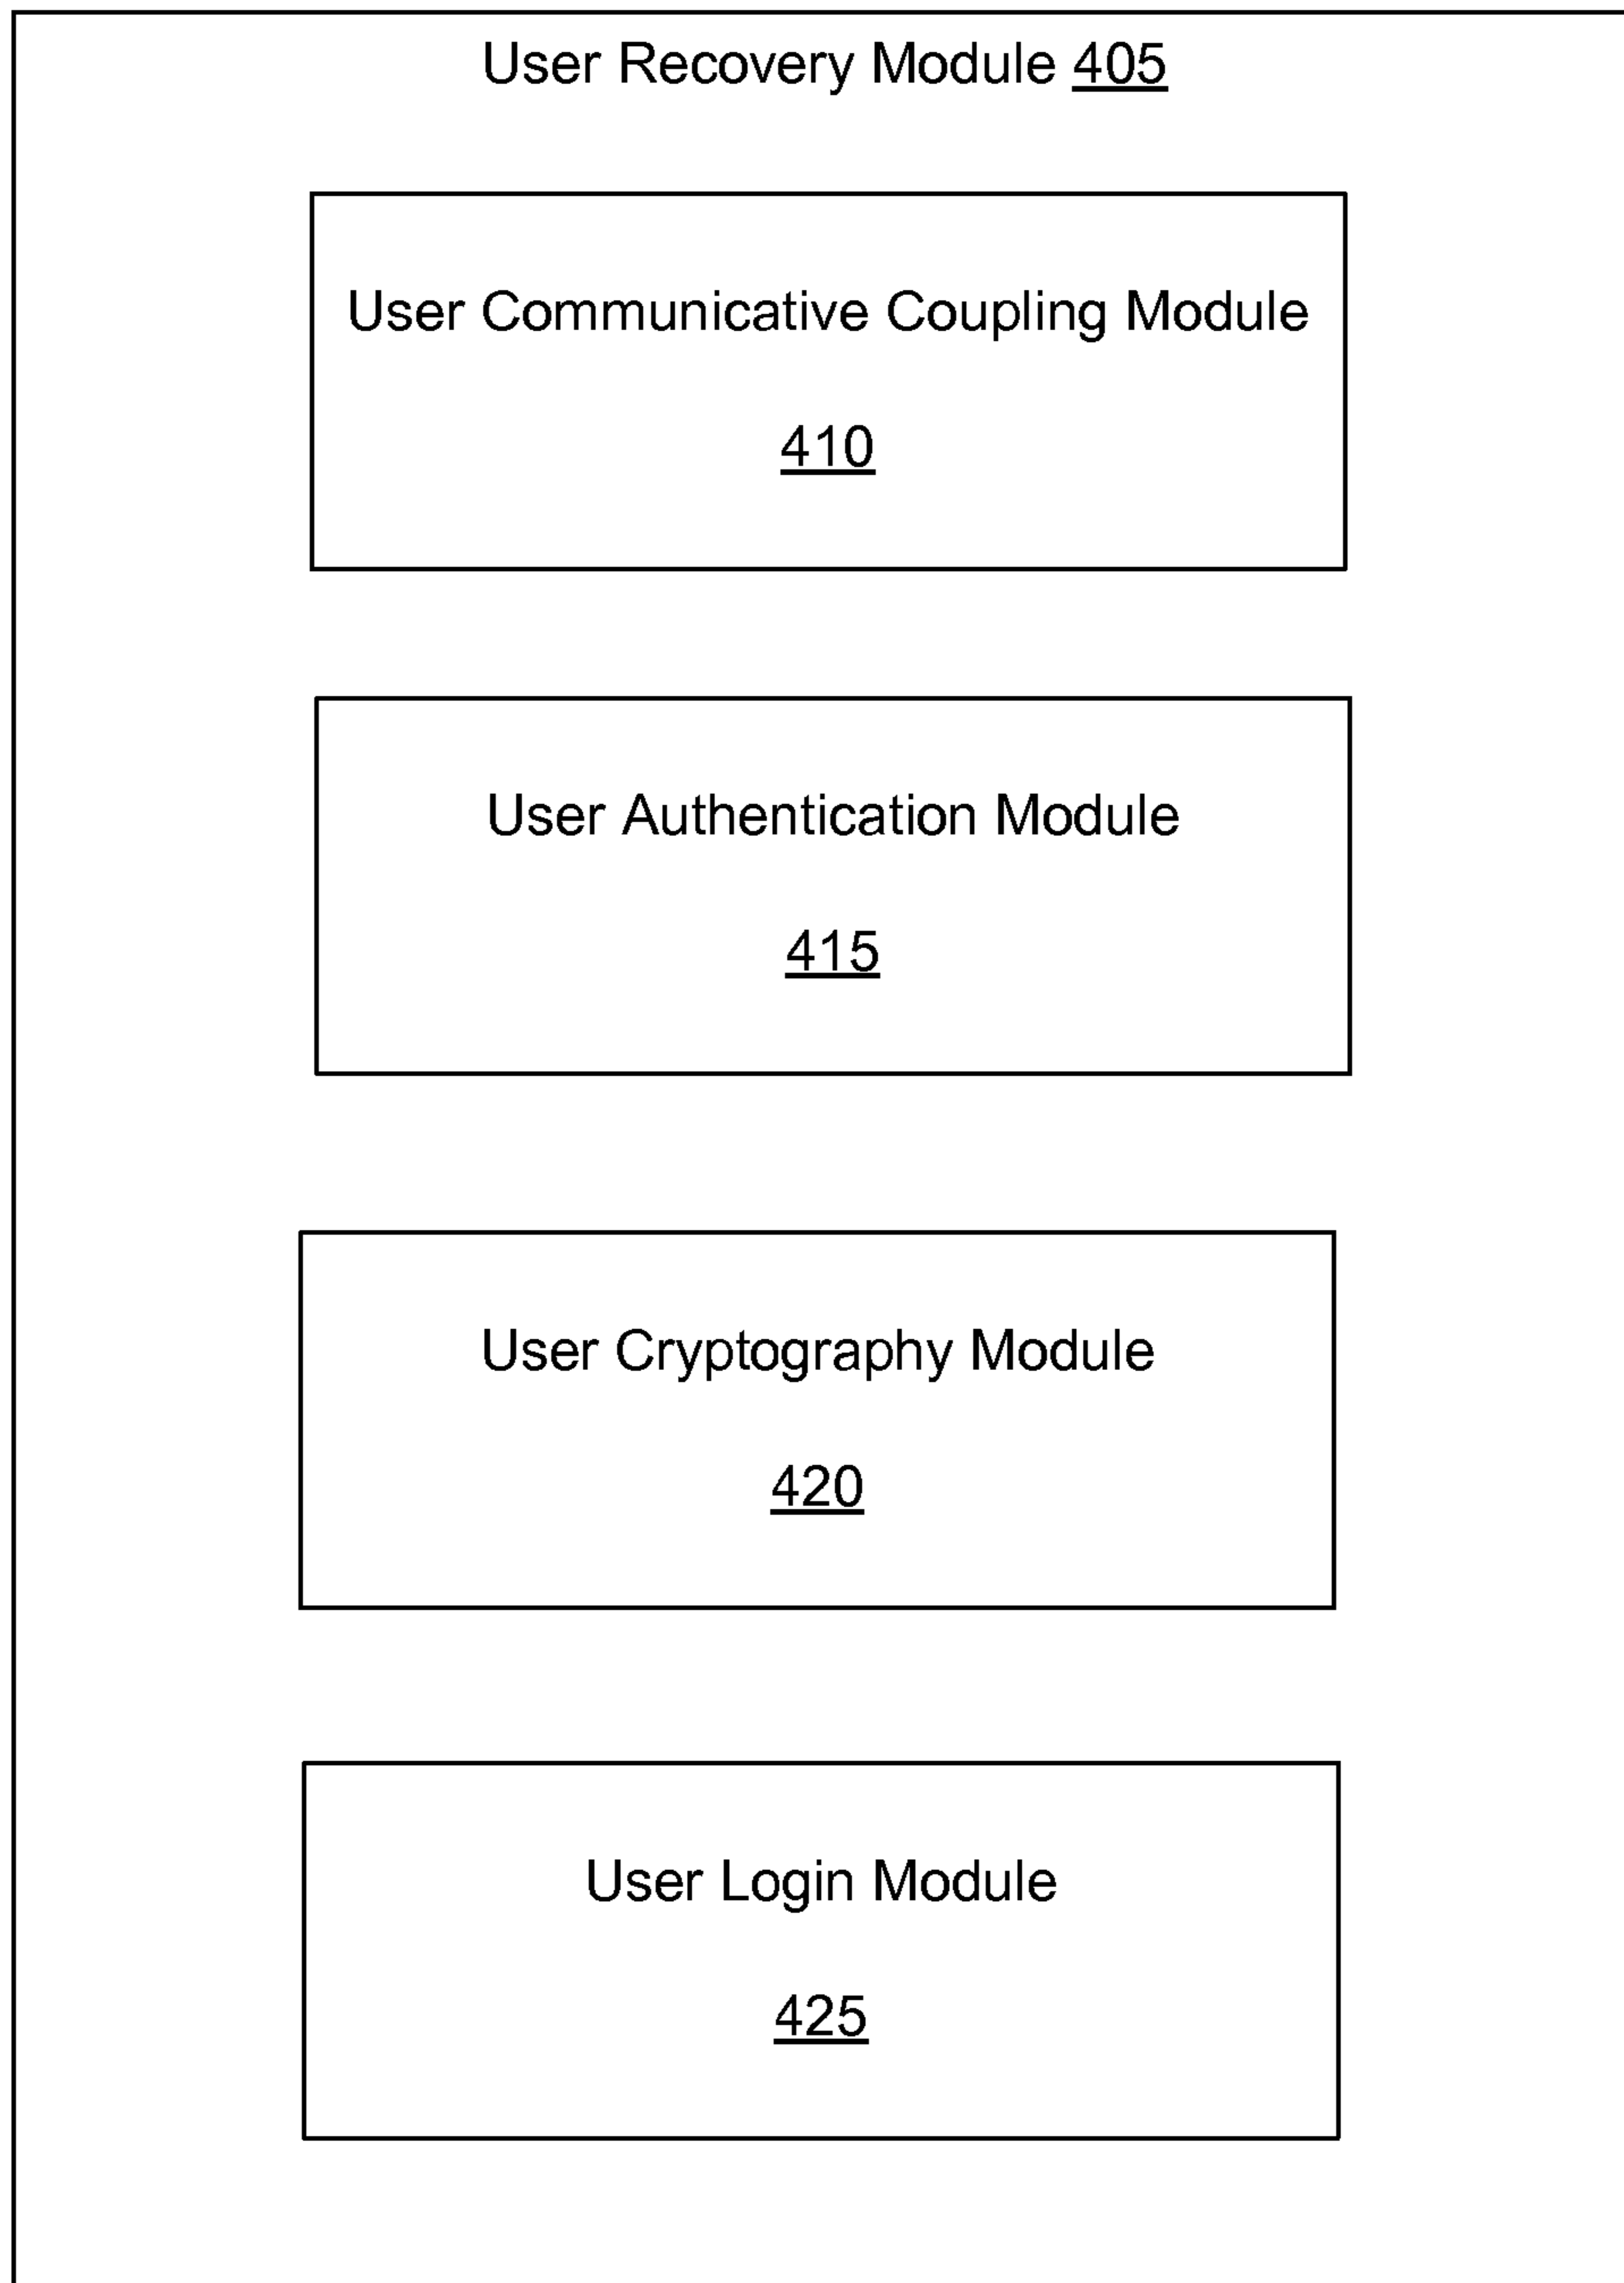 User Recovery Module 405
User Communicative Coupling Module
410
User Authentication Module
415
User Cryptography Module
420
User Login Module
425